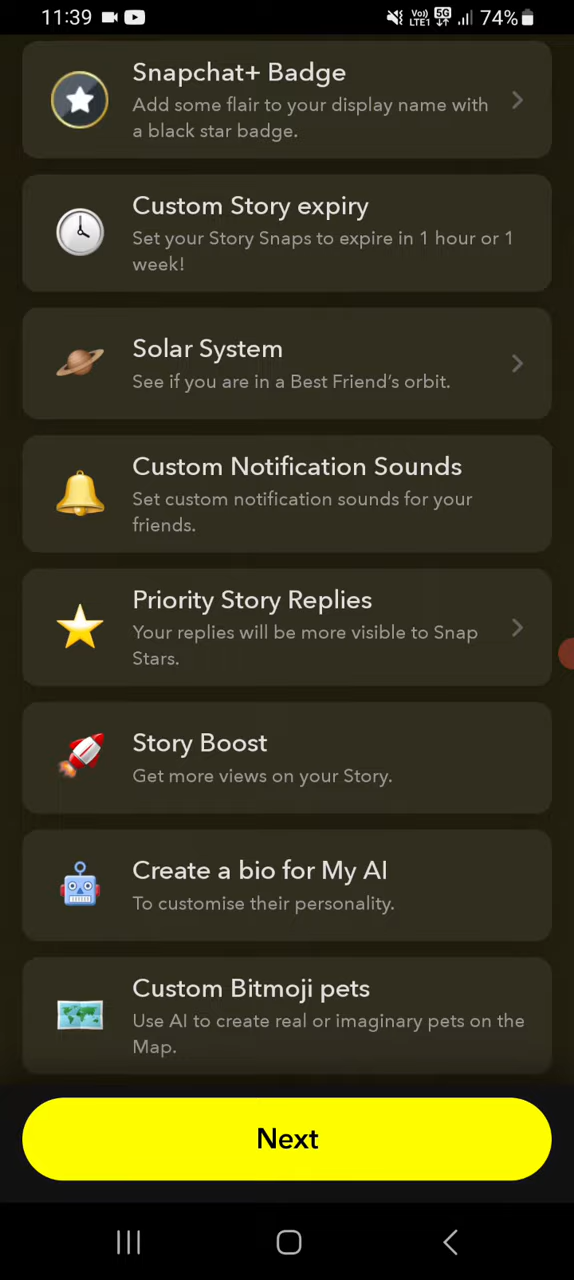 11:39
Vo))
LTE1
5G
74%
Snapchat+ Badge
Add some flair to your display name with
a black star badge.
Custom Story expiry
Set your Story Snaps to expire in 1 hour or 1
week!
Solar System
See if you are in a Best Friend's orbit.
Custom Notification Sounds
Set custom notification sounds for your
friends.
Priority Story Replies
Your replies will be more visible to Snap
Stars.
Story Boost
Get more views on your Story.
Create a bio for My AI
To customise their personality.
Custom Bitmoji pets
Use AI to create real or imaginary pets on the
Map.
Next